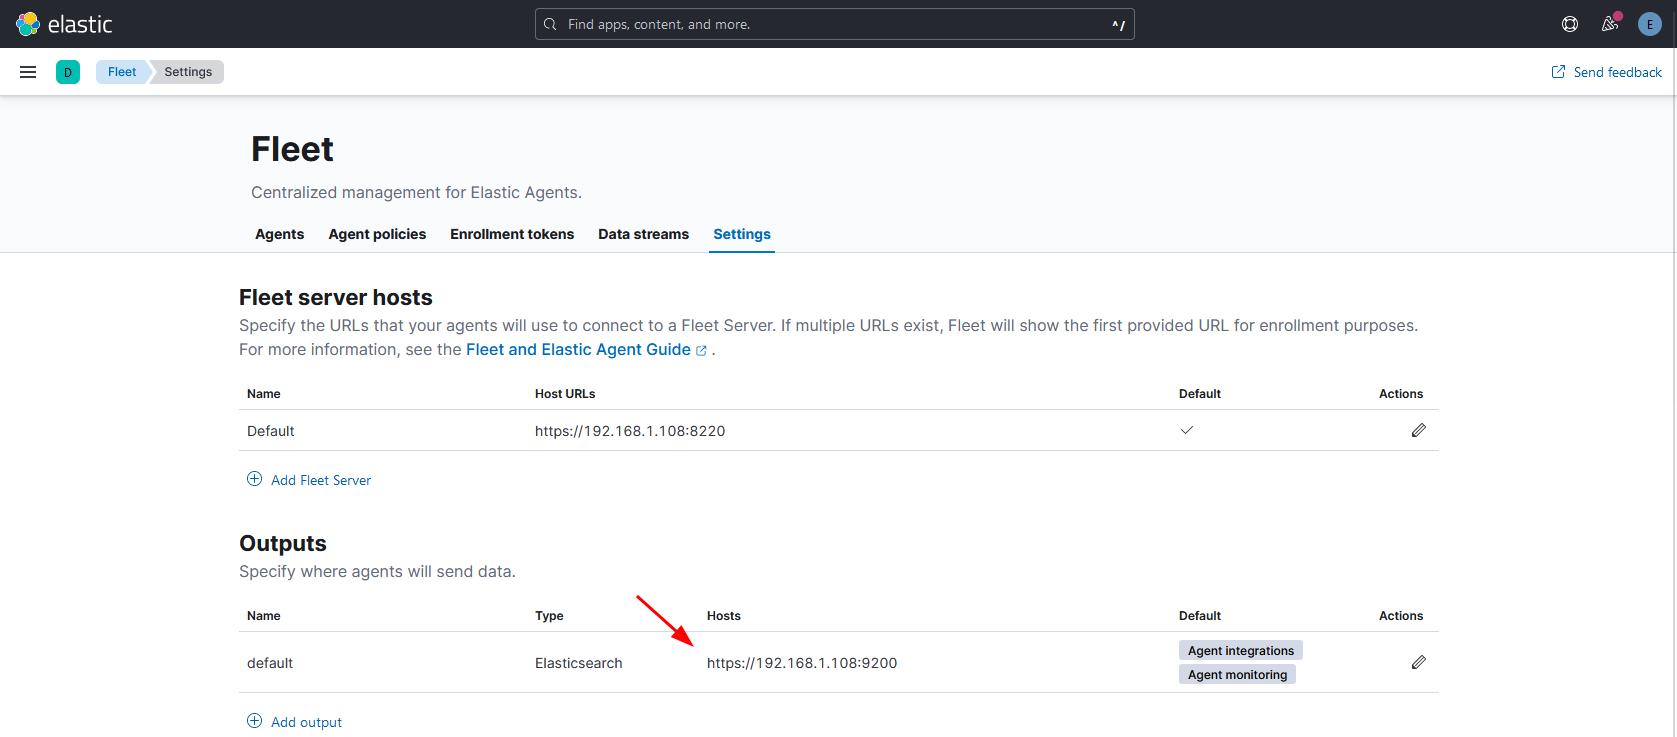 elastic
Find apps, content, and more.
^/
E
D
Fleet
Settings
Send feedback
Fleet
Centralized management for Elastic Agents.
Agents
Agent policies
Enrollment tokens
Data streams
Settings
Fleet server hosts
Specify the URLs that your agents will use to connect to a Fleet Server. If multiple URLs exist, Fleet will show the first provided URL for enrollment purposes.
For more information, see the Fleet and Elastic Agent Guide .
Name Host URLs Default Actions
Default https://192.168.1.108:8220
Add Fleet Server
Outputs
Specify where agents will send data.
Name Type Hosts Default Actions
default Elasticsearch https://192.168.1.108:9200
Agent integrations
Agent monitoring
Add output